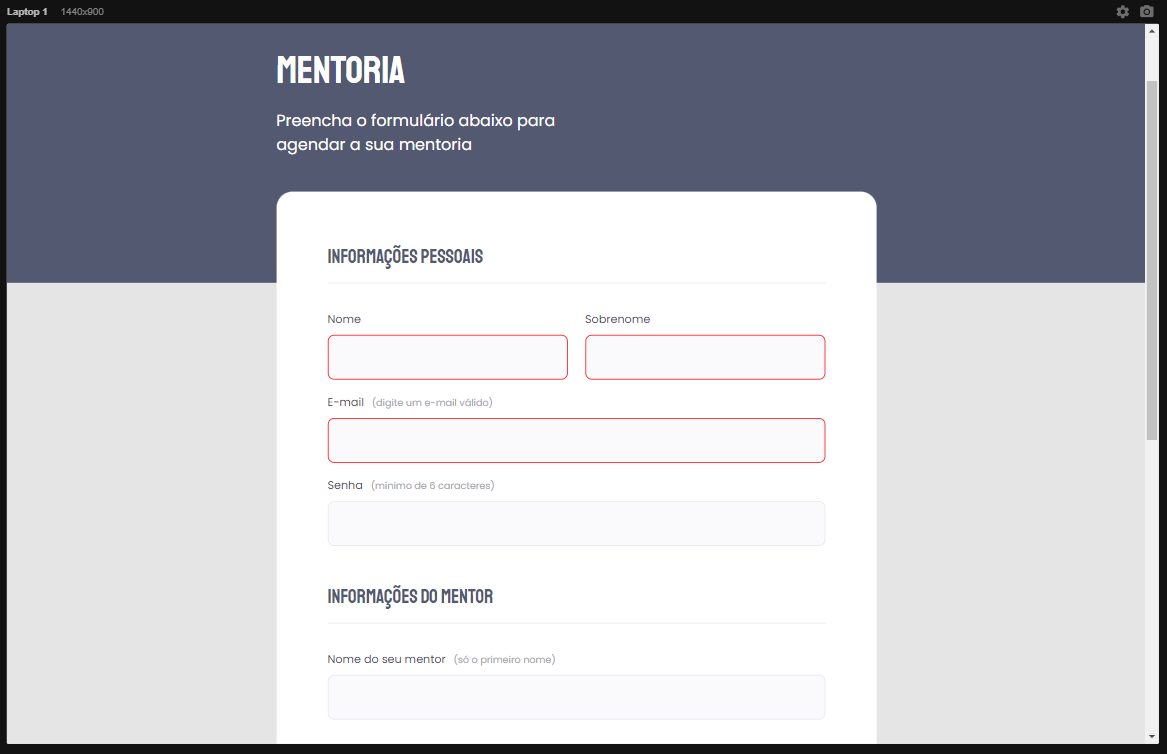 Laptop 1 1440x900
MENTORIA
Preencha o formulário abaixo para
agendar a sua mentoria
INFORMAÇÕES PESSOAIS
Nome Sobrenome
E-mail (digite um e-mail válido)
Senha (mínimo de 6 caracteres)
INFORMAÇÕES DO MENTOR
Nome do seu mentor (só o primeiro nome)